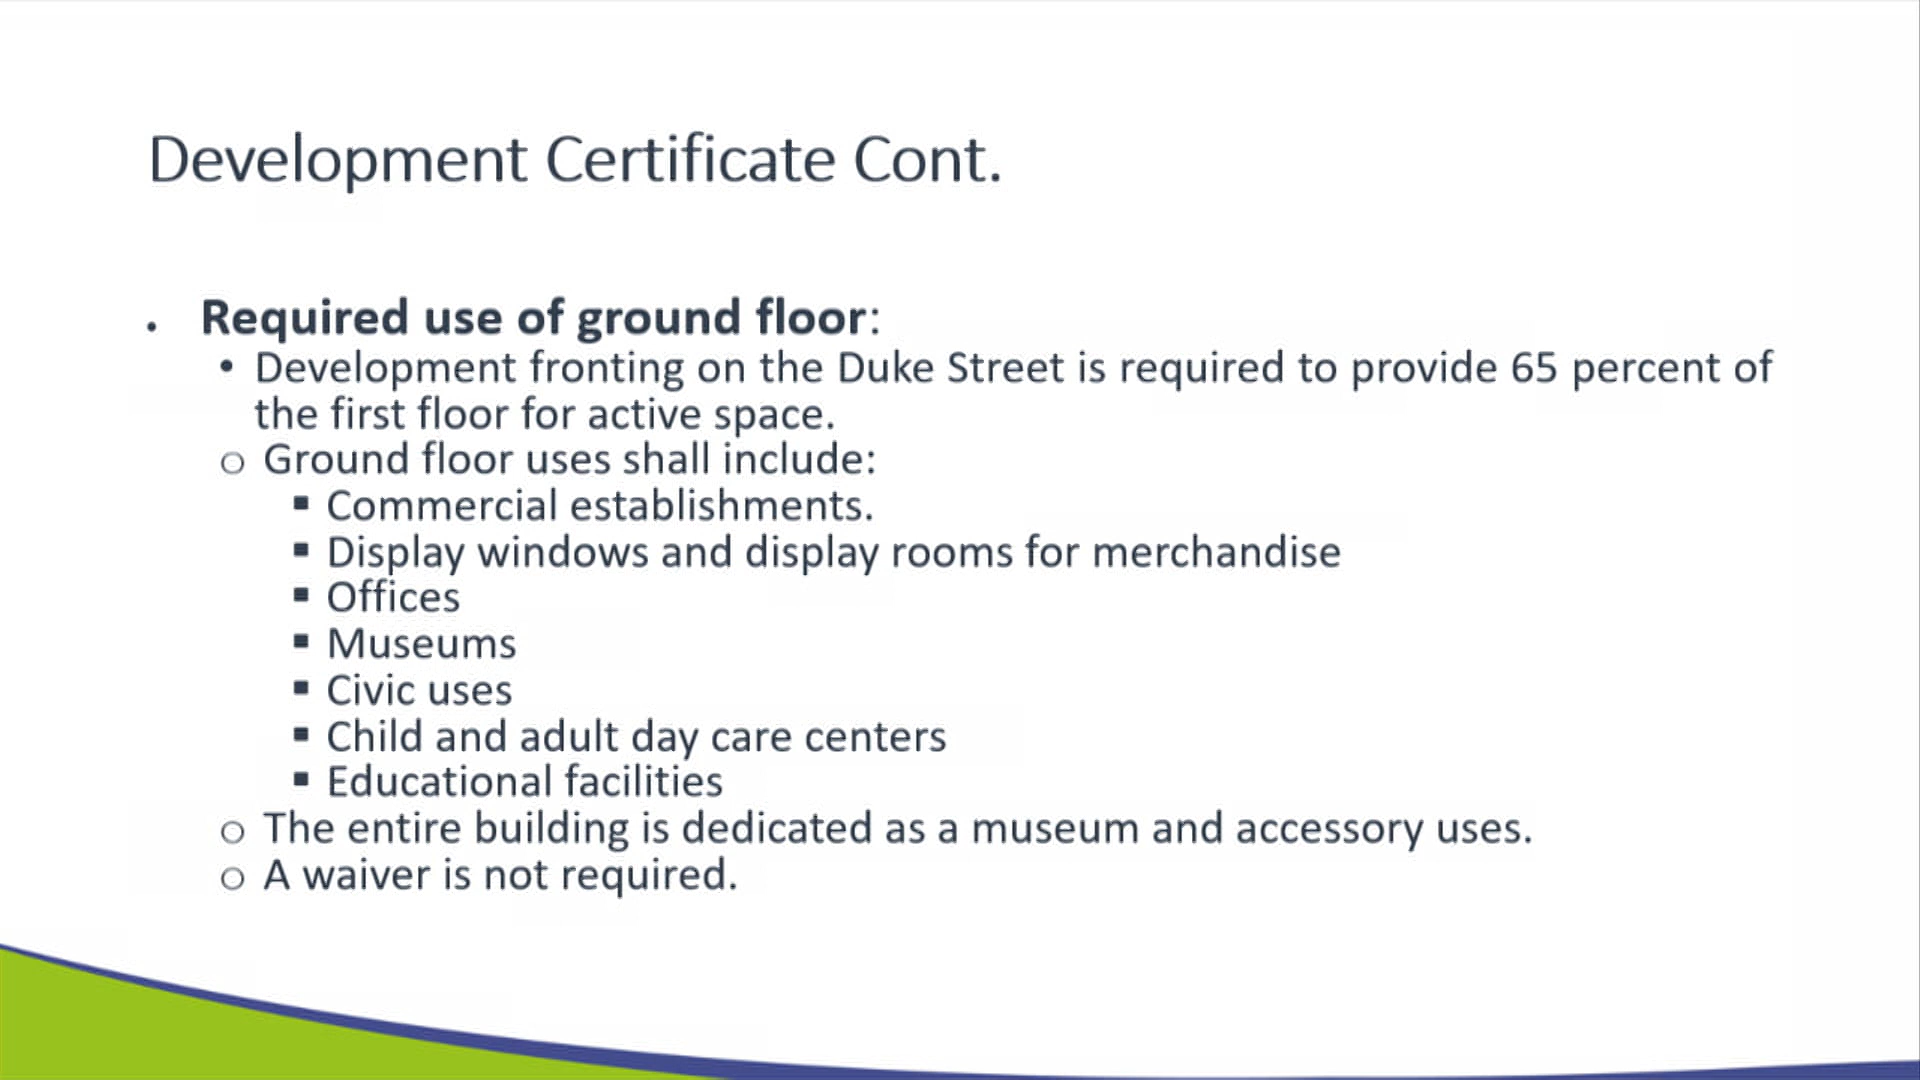 Development Certificate Cont.
• Required use of ground floor:
• Development fronting on the Duke Street is required to provide 65 percent of
the first floor for active space.
o Ground floor uses shall include:
▪ Commercial establishments.
▪ Display windows and display rooms for merchandise
▪ Offices
▪ Museums
▪ Civic uses
▪ Child and adult day care centers
▪ Educational facilities
o The entire building is dedicated as a museum and accessory uses.
o A waiver is not required.